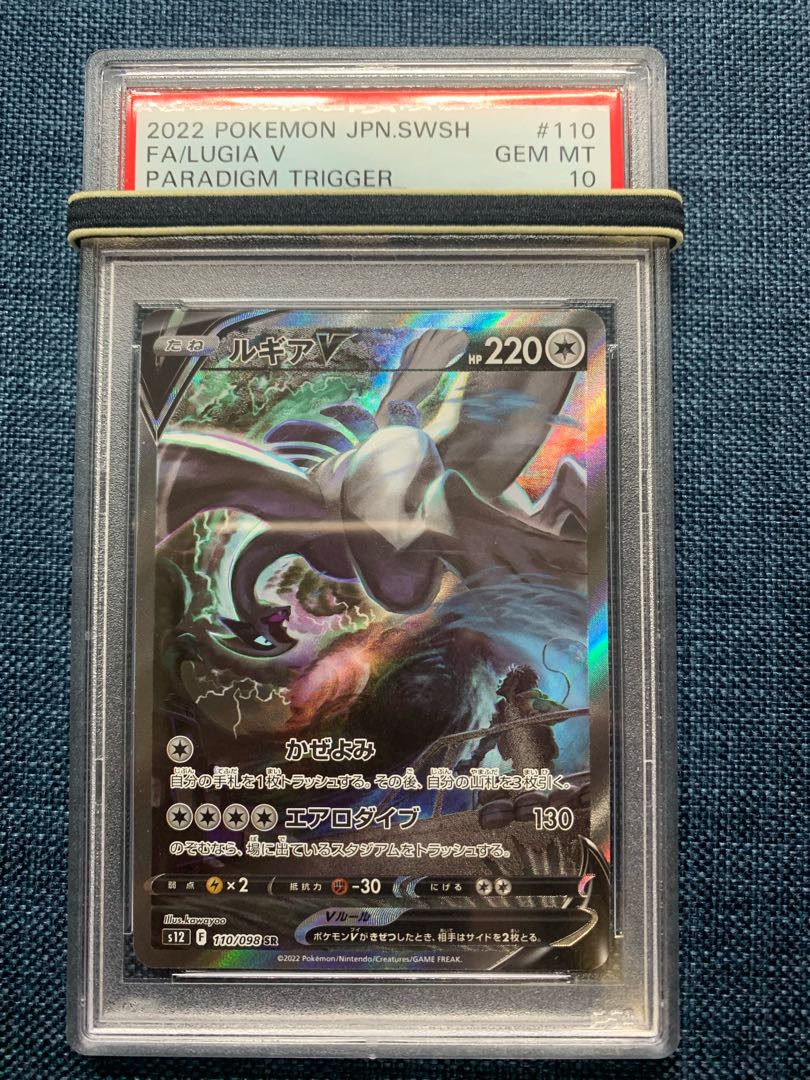 2022 POKEMON JPN.SWSH #110
FA/LUGIA V GEM MT
PARADIGM TRIGGER 10
たね ルギアV HP 220
かぜよみ
自分の手札を1枚トラッシュする。その後、自分の山札を3枚引く。
エアロダイブ 130
のぞむなら、場に出ているスタジアムをトラッシュする。
弱点 ×2 抵抗力 -30 にげる
Illus.kawayoo
Vルール
ポケモンVがきぜつしたとき、相手はサイドを2枚とる。
s12 F 110/098 SR
©2022 Pokémon/Nintendo/Creatures/GAME FREAK.